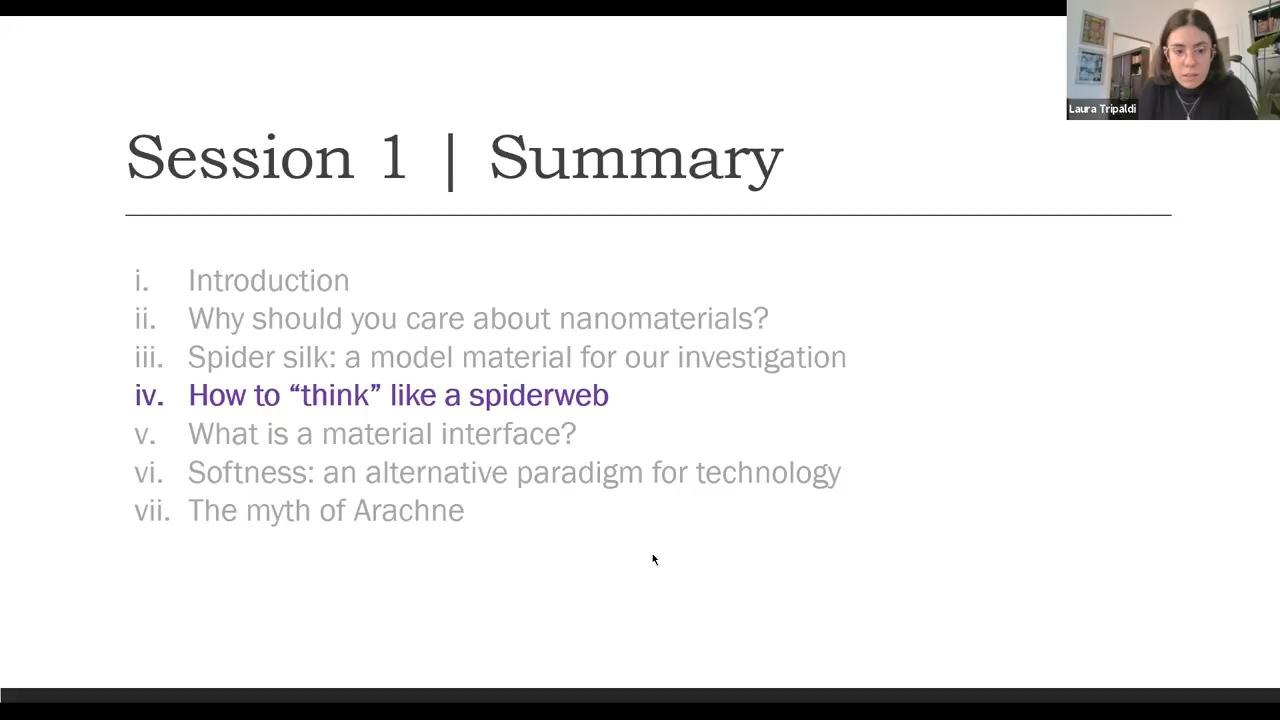 Laura Tripaldi
Session 1 | Summary
i. Introduction
ii. Why should you care about nanomaterials?
iii. Spider silk: a model material for our investigation
iv. How to “think” like a spiderweb
v. What is a material interface?
vi. Softness: an alternative paradigm for technology
vii. The myth of Arachne